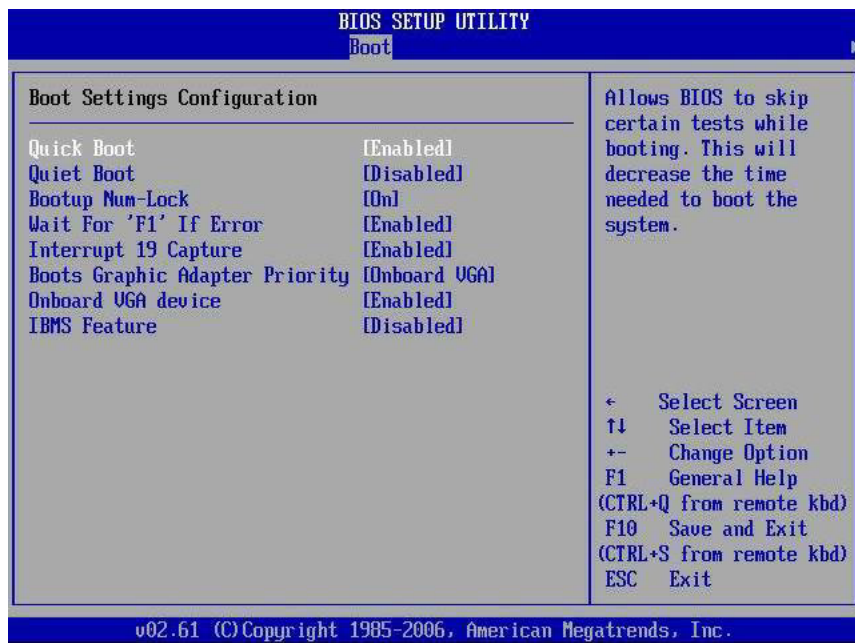 BIOS SETUP UTILITY
Boot
Boot Settings Configuration
Quick Boot [Enabled]
Quiet Boot [Disabled]
Bootup Num-Lock [On]
Wait For 'F1' If Error [Enabled]
Interrupt 19 Capture [Enabled]
Boots Graphic Adapter Priority [Onboard VGA]
Onboard VGA device [Enabled]
IBMS Feature [Disabled]
Allows BIOS to skip
certain tests while
booting. This will
decrease the time
needed to boot the
system.
← Select Screen
↑↓ Select Item
+- Change Option
F1 General Help
(CTRL+Q from remote kbd)
F10 Save and Exit
(CTRL+S from remote kbd)
ESC Exit
v02.61 (C)Copyright 1985-2006, American Megatrends, Inc.